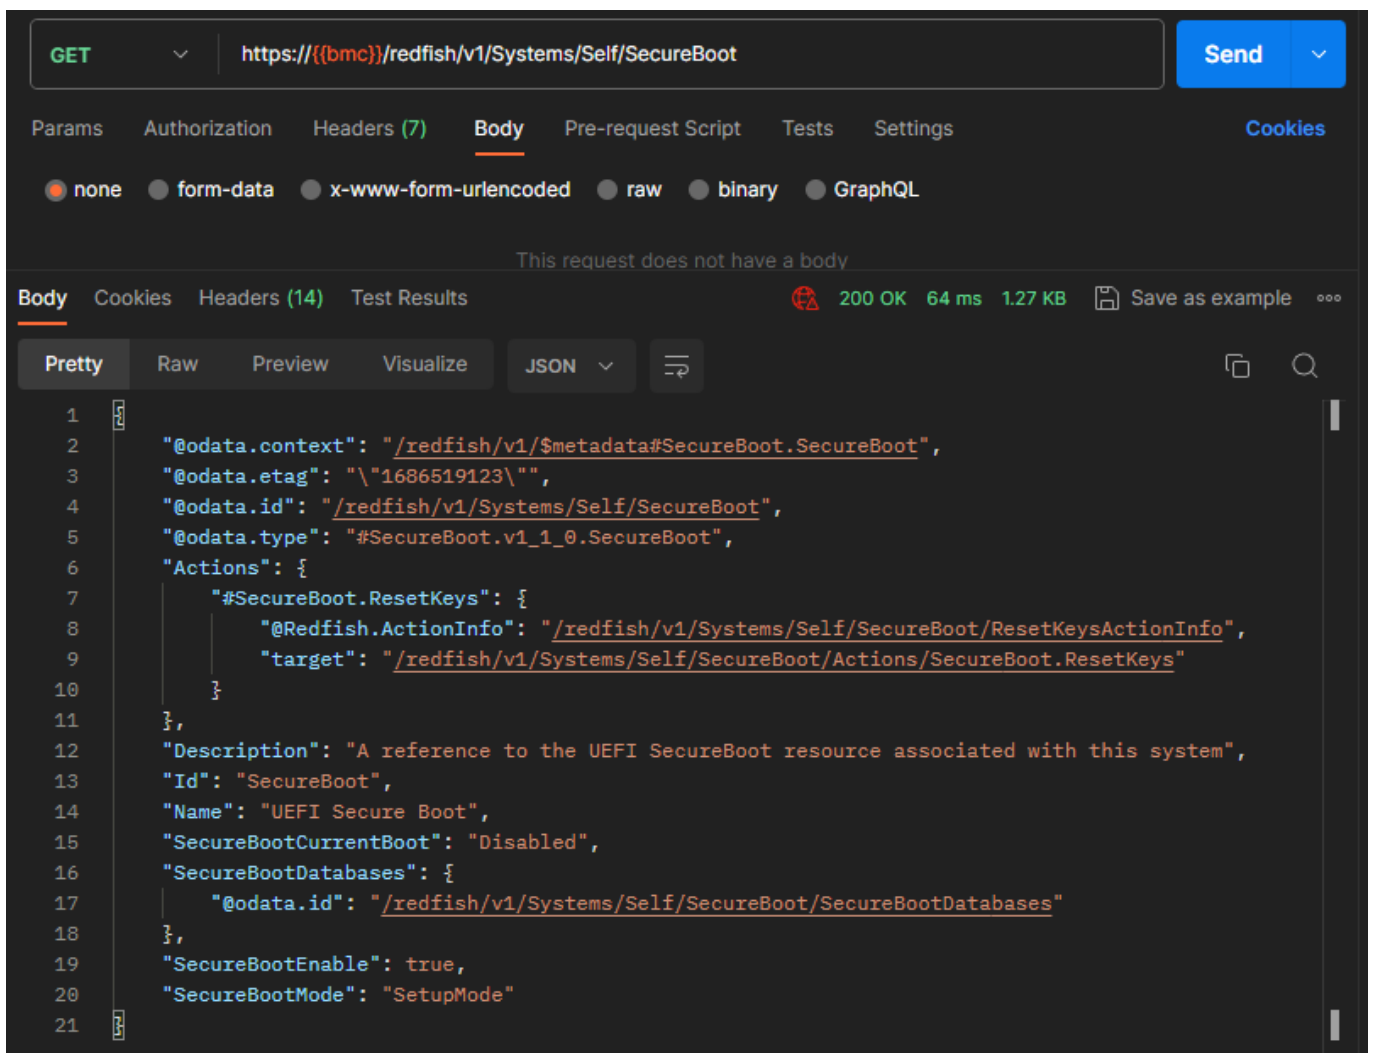 GET https://{{bmc}}/redfish/v1/Systems/Self/SecureBoot Send
Params Authorization Headers (7) Body Pre-request Script Tests Settings Cookies
none form-data x-www-form-urlencoded raw binary GraphQL
This request does not have a body
Body Cookies Headers (14) Test Results 200 OK 64 ms 1.27 KB Save as example
Pretty Raw Preview Visualize JSON
1 {
2 "@odata.context": "/redfish/v1/$metadata#SecureBoot.SecureBoot",
3 "@odata.etag": "\"1686519123\"",
4 "@odata.id": "/redfish/v1/Systems/Self/SecureBoot",
5 "@odata.type": "#SecureBoot.v1_1_0.SecureBoot",
6 "Actions": {
7 "#SecureBoot.ResetKeys": {
8 "@Redfish.ActionInfo": "/redfish/v1/Systems/Self/SecureBoot/ResetKeysActionInfo",
9 "target": "/redfish/v1/Systems/Self/SecureBoot/Actions/SecureBoot.ResetKeys"
10 }
11 },
12 "Description": "A reference to the UEFI SecureBoot resource associated with this system",
13 "Id": "SecureBoot",
14 "Name": "UEFI Secure Boot",
15 "SecureBootCurrentBoot": "Disabled",
16 "SecureBootDatabases": {
17 "@odata.id": "/redfish/v1/Systems/Self/SecureBoot/SecureBootDatabases"
18 },
19 "SecureBootEnable": true,
20 "SecureBootMode": "SetupMode"
21 }